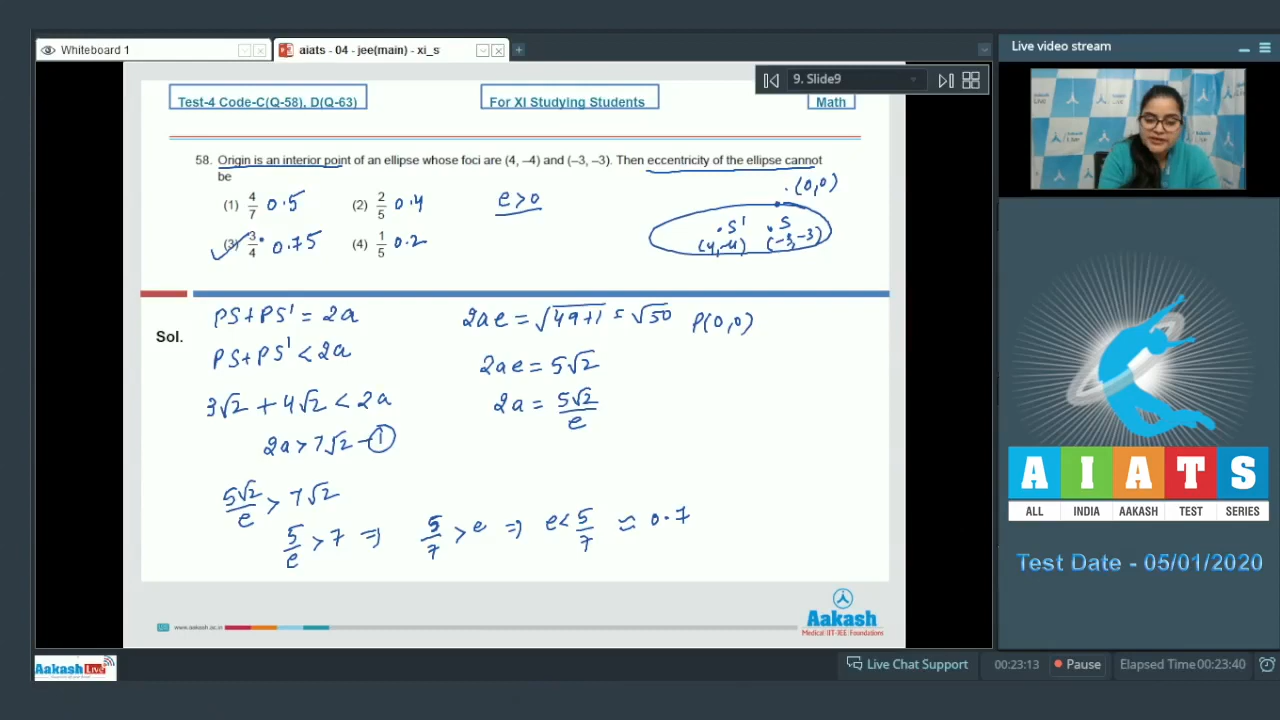 Whiteboard 1
aiats - 04 - jee(main) - xi_s
Live video stream
9. Slide9
Test-4 Code-C(Q-58), D(Q-63)
For XI Studying Students
Math
58. Origin is an interior point of an ellipse whose foci are (4, –4) and (–3, –3). Then eccentricity of the ellipse cannot
be
(1) 4/7 0.5 (2) 2/5 0.4 e>0
(3) 3/4 0.75 (4) 1/5 0.2
(0,0)
S' S
(4,-4) (-3,-3)
Sol.
PS+PS' = 2a
PS+PS' < 2a
3√2 + 4√2 < 2a
2a > 7√2 – ①
5√2/e > 7√2
5/e > 7 ⇒ 5/7 > e ⇒ e < 5/7 ≈ 0.7
2ae = √49+1 = √50 P(0,0)
2ae = 5√2
2a = 5√2/e
www.aakash.ac.in
Aakash
Medical IIT-JEE Foundations
AIATS
ALL INDIA AAKASH TEST SERIES
Test Date - 05/01/2020
Aakash Live
Live Chat Support
00:23:13
Pause
Elapsed Time 00:23:40